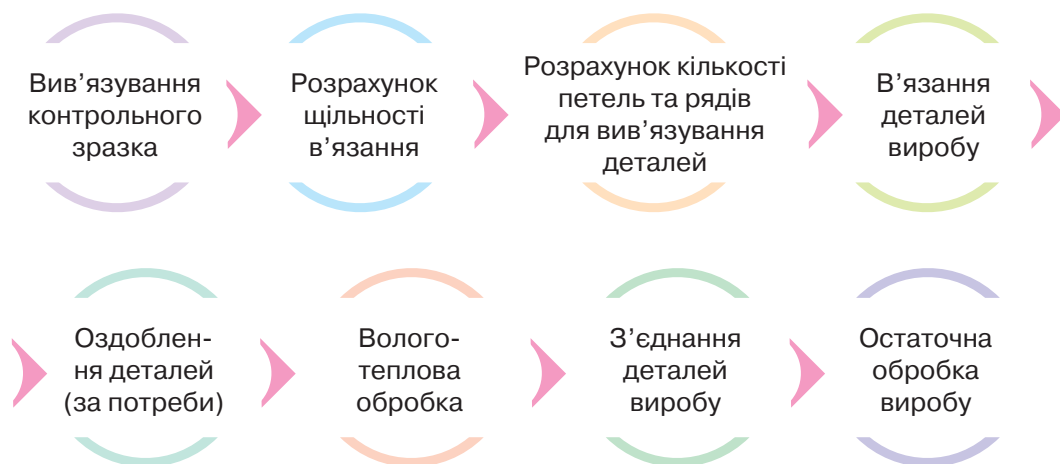 Вив’язування
контрольного
зразка
Розрахунок
щільності
в’язання
Розрахунок кількості
петель та рядів
для вив’язування
деталей
В’язання
деталей
виробу
Оздоблен-
ня деталей
(за потреби)
Волого-
теплова
обробка
З’єднання
деталей
виробу
Остаточна
обробка
виробу